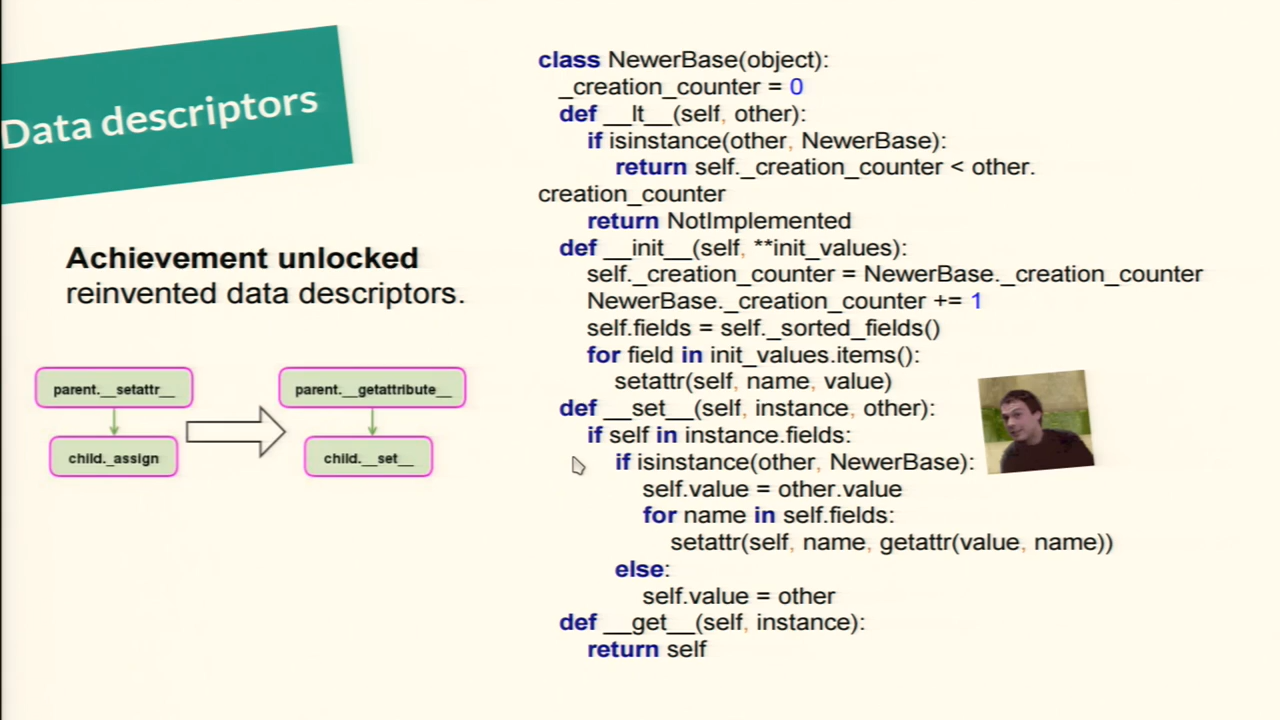 Data descriptors
Achievement unlocked
reinvented data descriptors.
parent.__setattr__
child._assign
parent.__getattribute__
child.__set__
class NewerBase(object):
_creation_counter = 0
def __lt__(self, other):
if isinstance(other, NewerBase):
return self._creation_counter < other.
creation_counter
return NotImplemented
def __init__(self, **init_values):
self._creation_counter = NewerBase._creation_counter
NewerBase._creation_counter += 1
self.fields = self._sorted_fields()
for field in init_values.items():
setattr(self, name, value)
def __set__(self, instance, other):
if self in instance.fields:
if isinstance(other, NewerBase):
self.value = other.value
for name in self.fields:
setattr(self, name, getattr(value, name))
else:
self.value = other
def __get__(self, instance):
return self